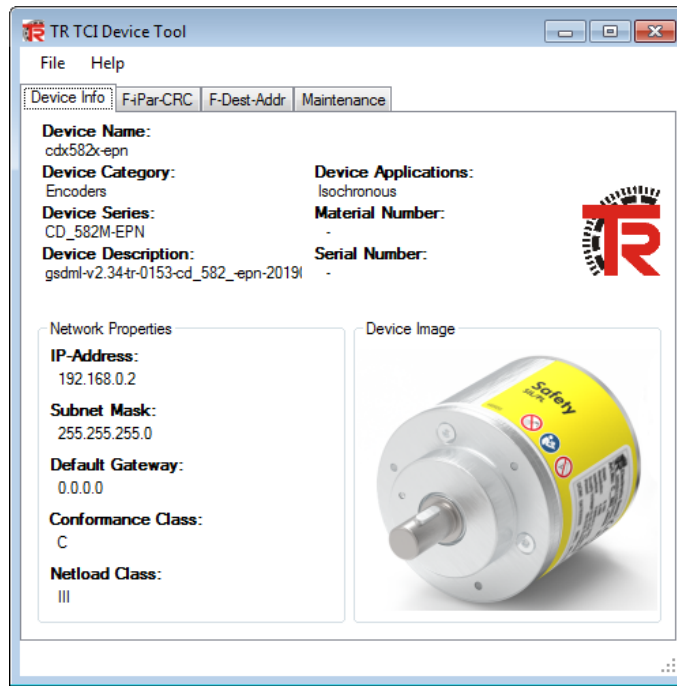 TR TCI Device Tool
File Help
Device Info F-iPar-CRC F-Dest-Addr Maintenance
Device Name:
cdx582x-epn
Device Category: Device Applications:
Encoders Isochronous
Device Series: Material Number:
CD_582M-EPN -
Device Description: Serial Number:
gsdml-v2.34-tr-0153-cd_582_-epn-2019 -
TR
Network Properties Device Image
IP-Address:
192.168.0.2
Subnet Mask:
255.255.255.0
Default Gateway:
0.0.0.0
Conformance Class:
C
Netload Class:
III
Safety
SIL/PL